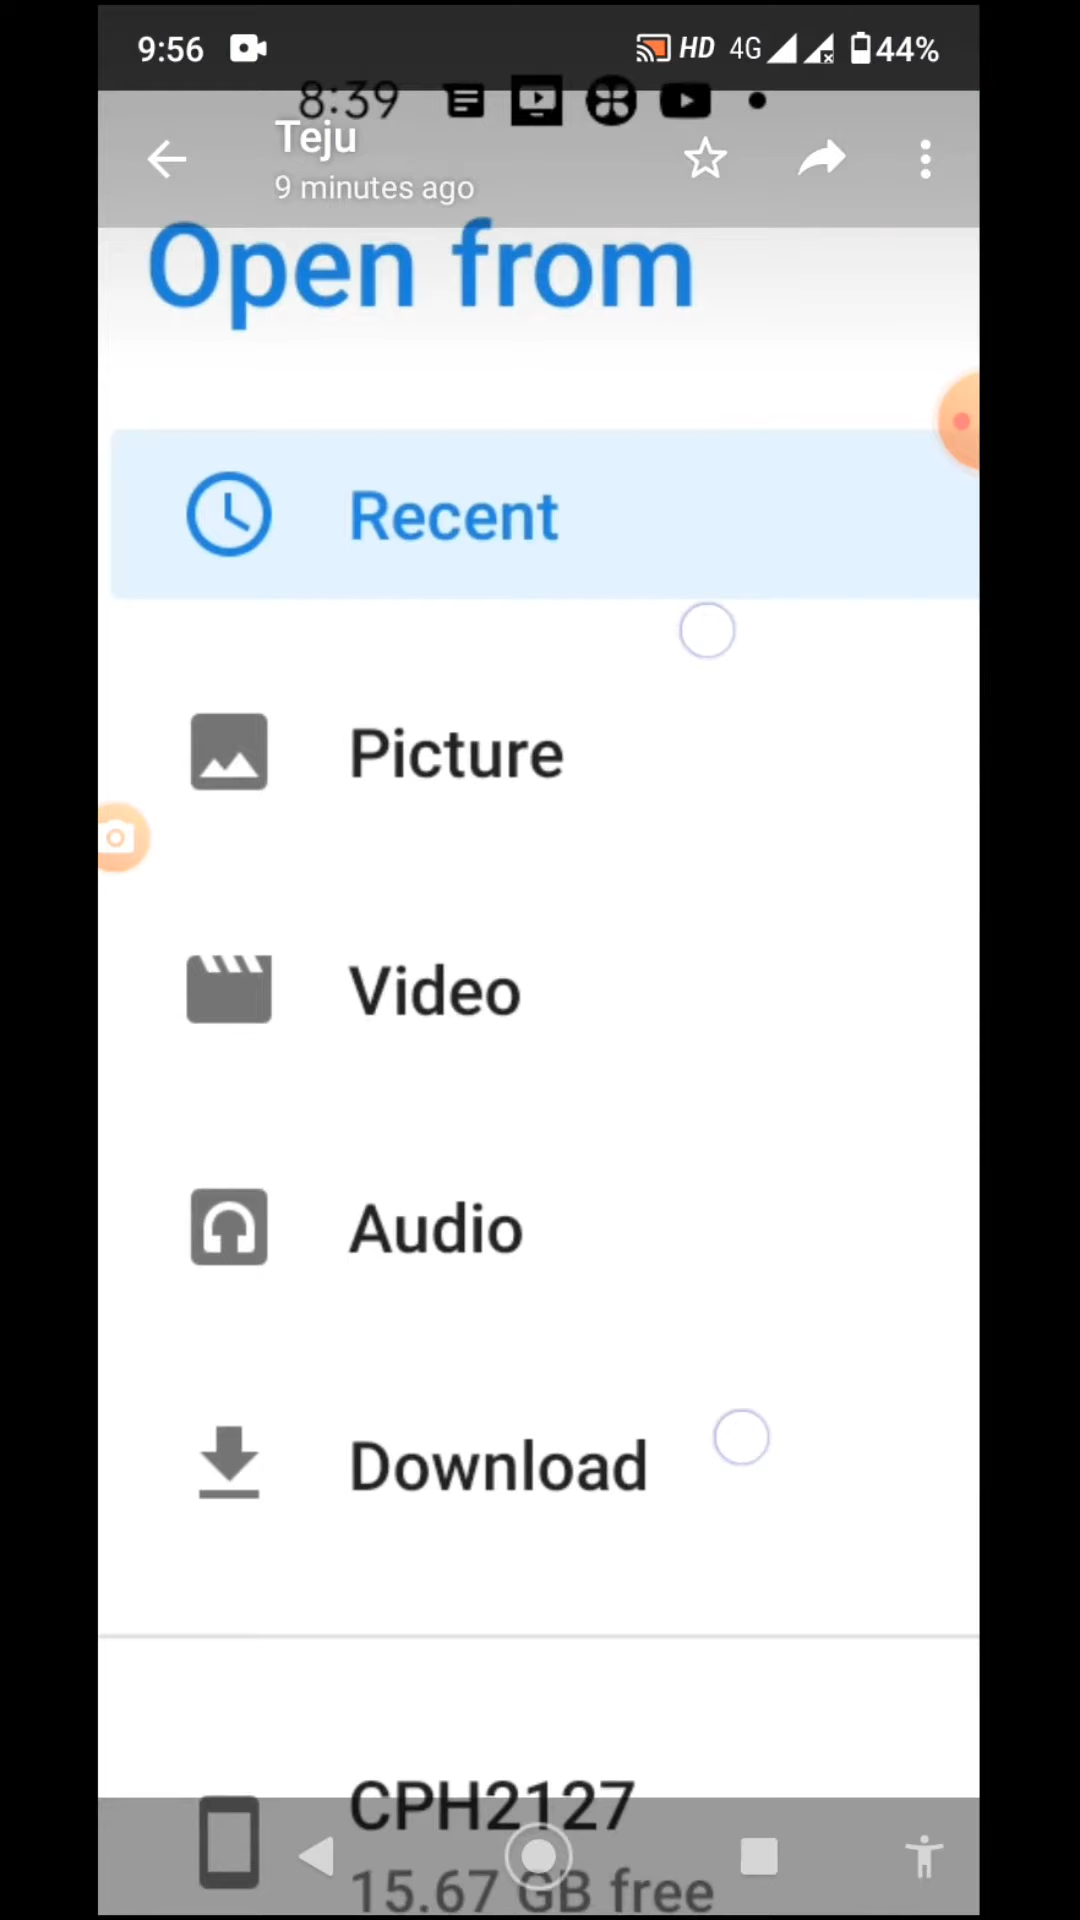 9:56 HD 4G 44%
8:39
Teju
9 minutes ago
Open from
Recent
Picture
Video
Audio
Download
CPH2127
15.67 GB free